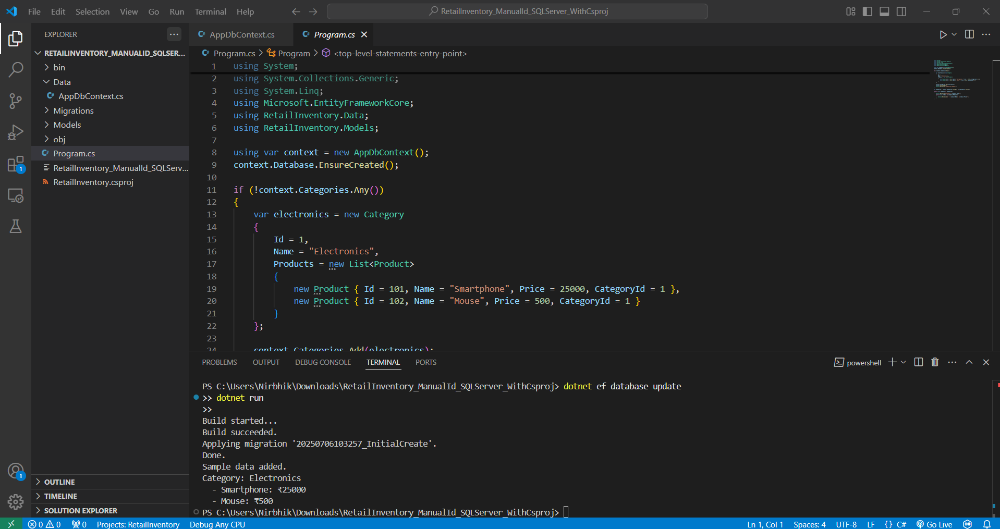 File Edit Selection View Go Run Terminal Help
RetailInventory_ManualId_SQLServer_WithCsproj
EXPLORER
RETAILINVENTORY_MANUALID_SQLSER...
bin
Data
AppDbContext.cs
Migrations
Models
obj
Program.cs
RetailInventory_ManualId_SQLServ...
RetailInventory.csproj
OUTLINE
TIMELINE
SOLUTION EXPLORER
1
1
AppDbContext.cs Program.cs
Program.cs > Program > <top-level-statements-entry-point>
1 using System;
2 using System.Collections.Generic;
3 using System.Linq;
4 using Microsoft.EntityFrameworkCore;
5 using RetailInventory.Data;
6 using RetailInventory.Models;
7
8 using var context = new AppDbContext();
9 context.Database.EnsureCreated();
10
11 if (!context.Categories.Any())
12 {
13 var electronics = new Category
14 {
15 Id = 1,
16 Name = "Electronics",
17 Products = new List<Product>
18 {
19 new Product { Id = 101, Name = "Smartphone", Price = 25000, CategoryId = 1 },
20 new Product { Id = 102, Name = "Mouse", Price = 500, CategoryId = 1 }
21 }
22 };
23
24 context.Categories.Add(electronics);
PROBLEMS OUTPUT DEBUG CONSOLE TERMINAL PORTS
powershell
PS C:\Users\Nirbhik\Downloads\RetailInventory_ManualId_SQLServer_WithCsproj> dotnet ef database update
>> dotnet run
>>
Build started...
Build succeeded.
Applying migration '20250706103257_InitialCreate'.
Done.
Sample data added.
Category: Electronics
- Smartphone: ₹25000
- Mouse: ₹500
PS C:\Users\Nirbhik\Downloads\RetailInventory_ManualId_SQLServer_WithCsproj>
0 0 0 Projects: RetailInventory Debug Any CPU Ln 1, Col 1 Spaces: 4 UTF-8 LF {} C# Go Live